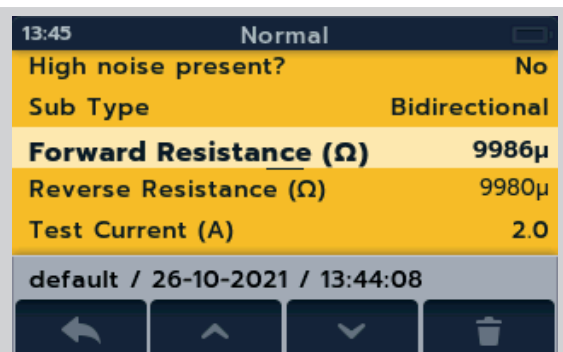 13:45 Normal
High noise present? No
Sub Type Bidirectional
Forward Resistance (Ω) 9986µ
Reverse Resistance (Ω) 9980µ
Test Current (A) 2.0
default / 26-10-2021 / 13:44:08